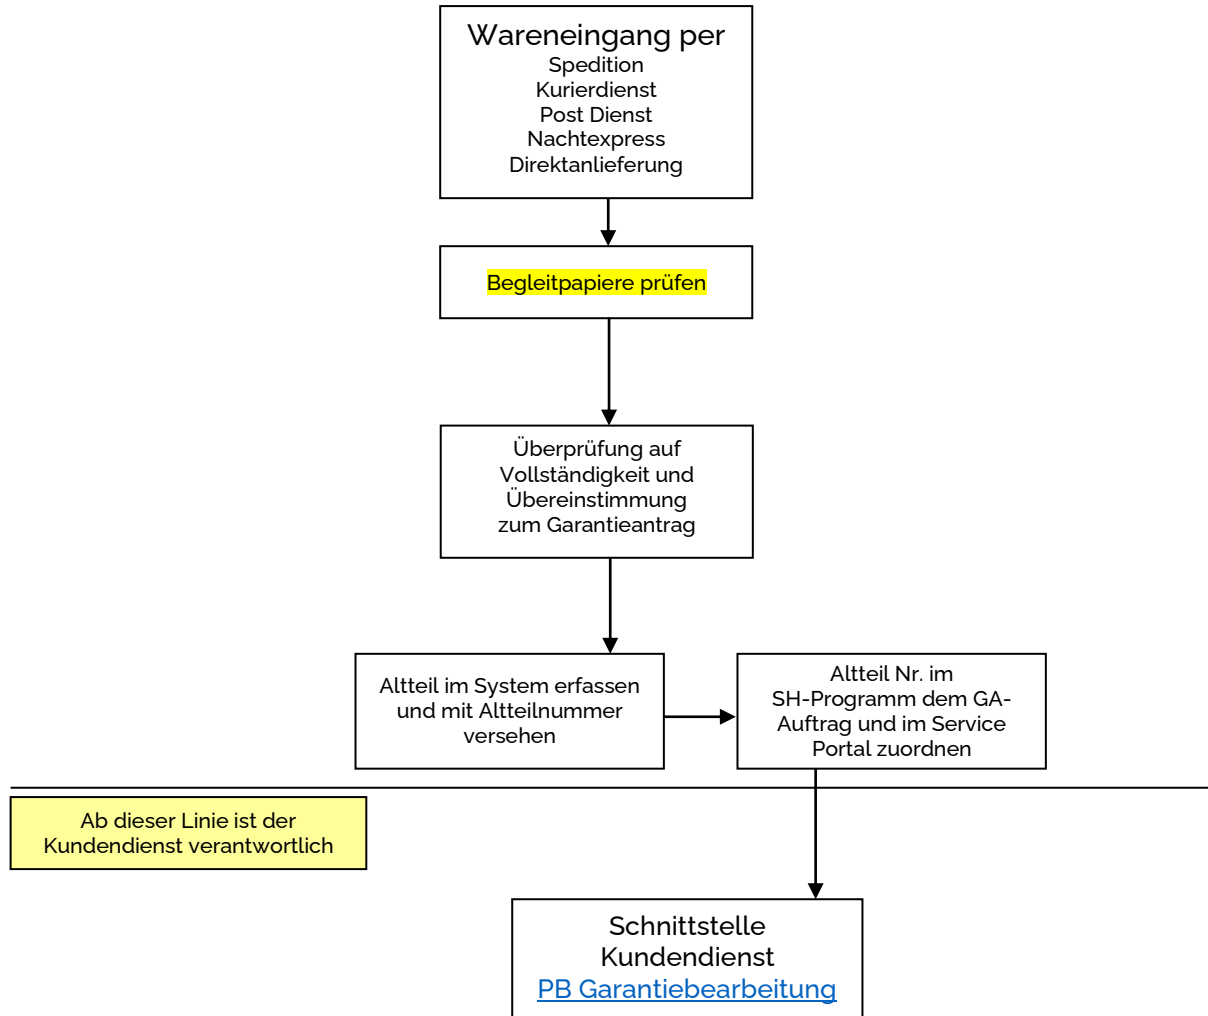 Wareneingang per
Spedition
Kurierdienst
Post Dienst
Nachtexpress
Direktanlieferung
Begleitpapiere prüfen
Überprüfung auf
Vollständigkeit und
Übereinstimmung
zum Garantieantrag
Altteil im System erfassen
und mit Altteilnummer
versehen
Altteil Nr. im
SH-Programm dem GA-
Auftrag und im Service
Portal zuordnen
Ab dieser Linie ist der
Kundendienst verantwortlich
Schnittstelle
Kundendienst
PB Garantiebearbeitung